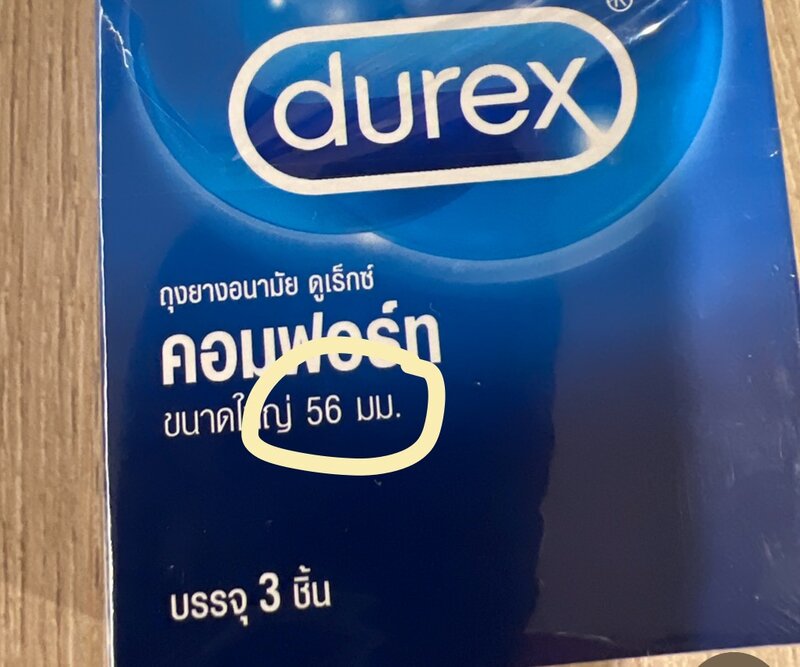 durex®
ถุงยางอนามัย ดูเร็กซ์
คอมฟอร์ท
ขนาดใหญ่ 56 มม.
บรรจุ 3 ชิ้น